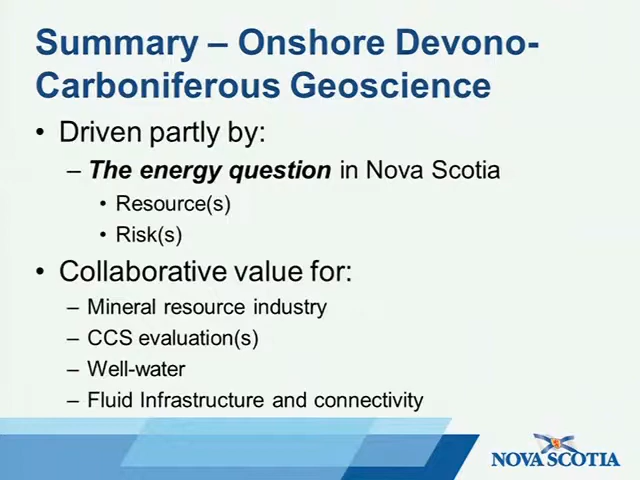 Summary – Onshore Devono-
Carboniferous Geoscience
• Driven partly by:
– The energy question in Nova Scotia
• Resource(s)
• Risk(s)
• Collaborative value for:
– Mineral resource industry
– CCS evaluation(s)
– Well-water
– Fluid Infrastructure and connectivity
NOVA SCOTIA